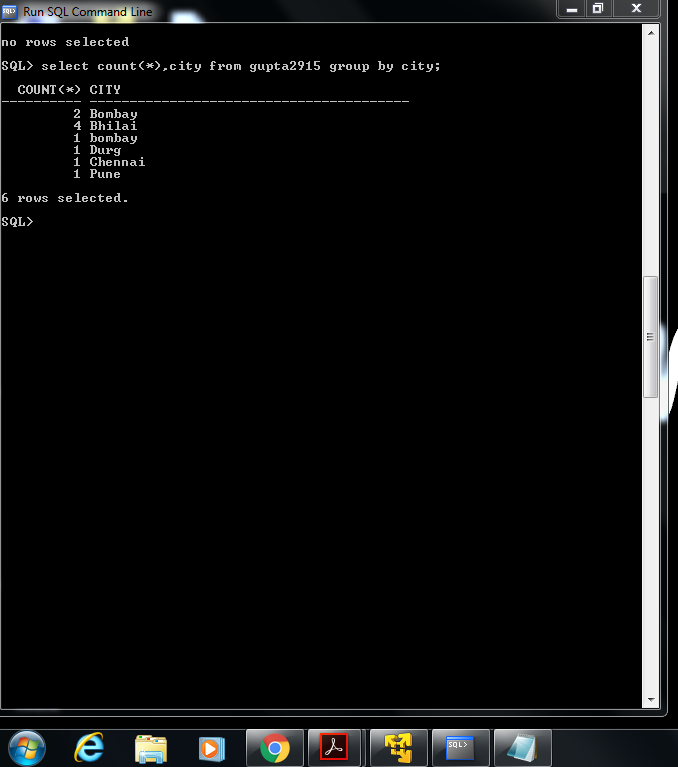 Run SQL Command Line
no rows selected
SQL> select count(*),city from gupta2915 group by city;
COUNT(*) CITY
---------- ----------------------------------------
2 Bombay
4 Bhilai
1 bombay
1 Durg
1 Chennai
1 Pune
6 rows selected.
SQL>
SQL>